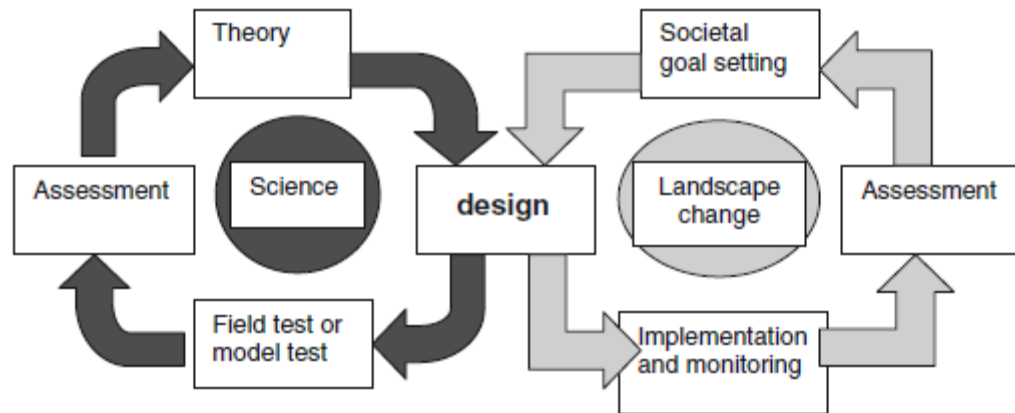 Theory
Societal
goal setting
Assessment
Science
design
Landscape
change
Assessment
Field test or
model test
Implementation
and monitoring